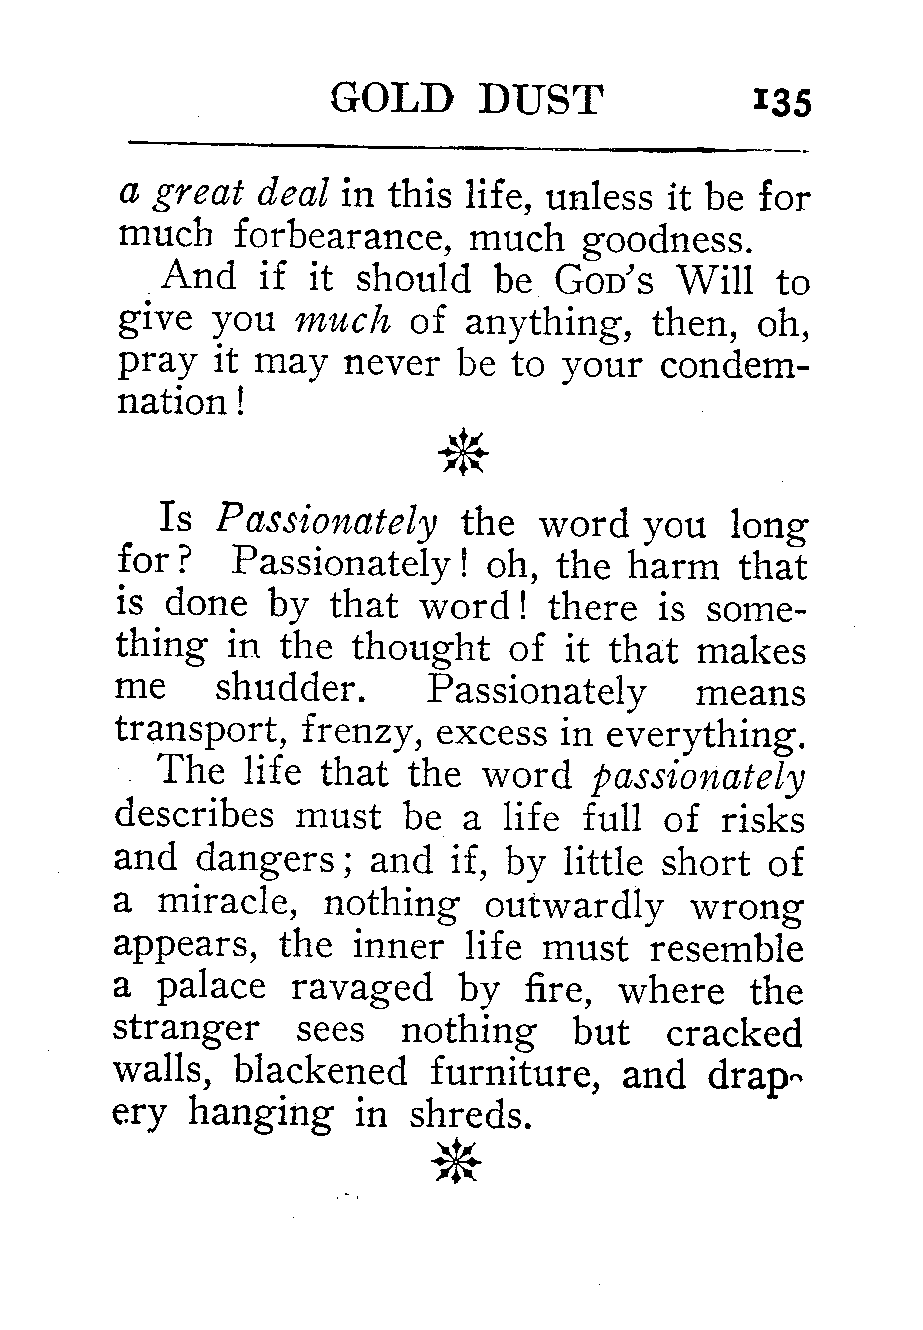 GOLD DUST 135
a great deal in this life, unless it be for
much forbearance, much goodness.
And if it should be GOD'S Will to
give you much of anything, then, oh,
pray it may never be to your condem-
nation !
Is Passionately the word you long
for ? Passionately ! oh, the harm that
is done by that word ! there is some-
thing in the thought of it that makes
me shudder. Passionately means
transport, frenzy, excess in everything.
The life that the word passionately
describes must be a life full of risks
and dangers ; and if, by little short of
a miracle, nothing outwardly wrong
appears, the inner life must resemble
a palace ravaged by fire, where the
stranger sees nothing but cracked
walls, blackened furniture, and drap-
ery hanging in shreds.